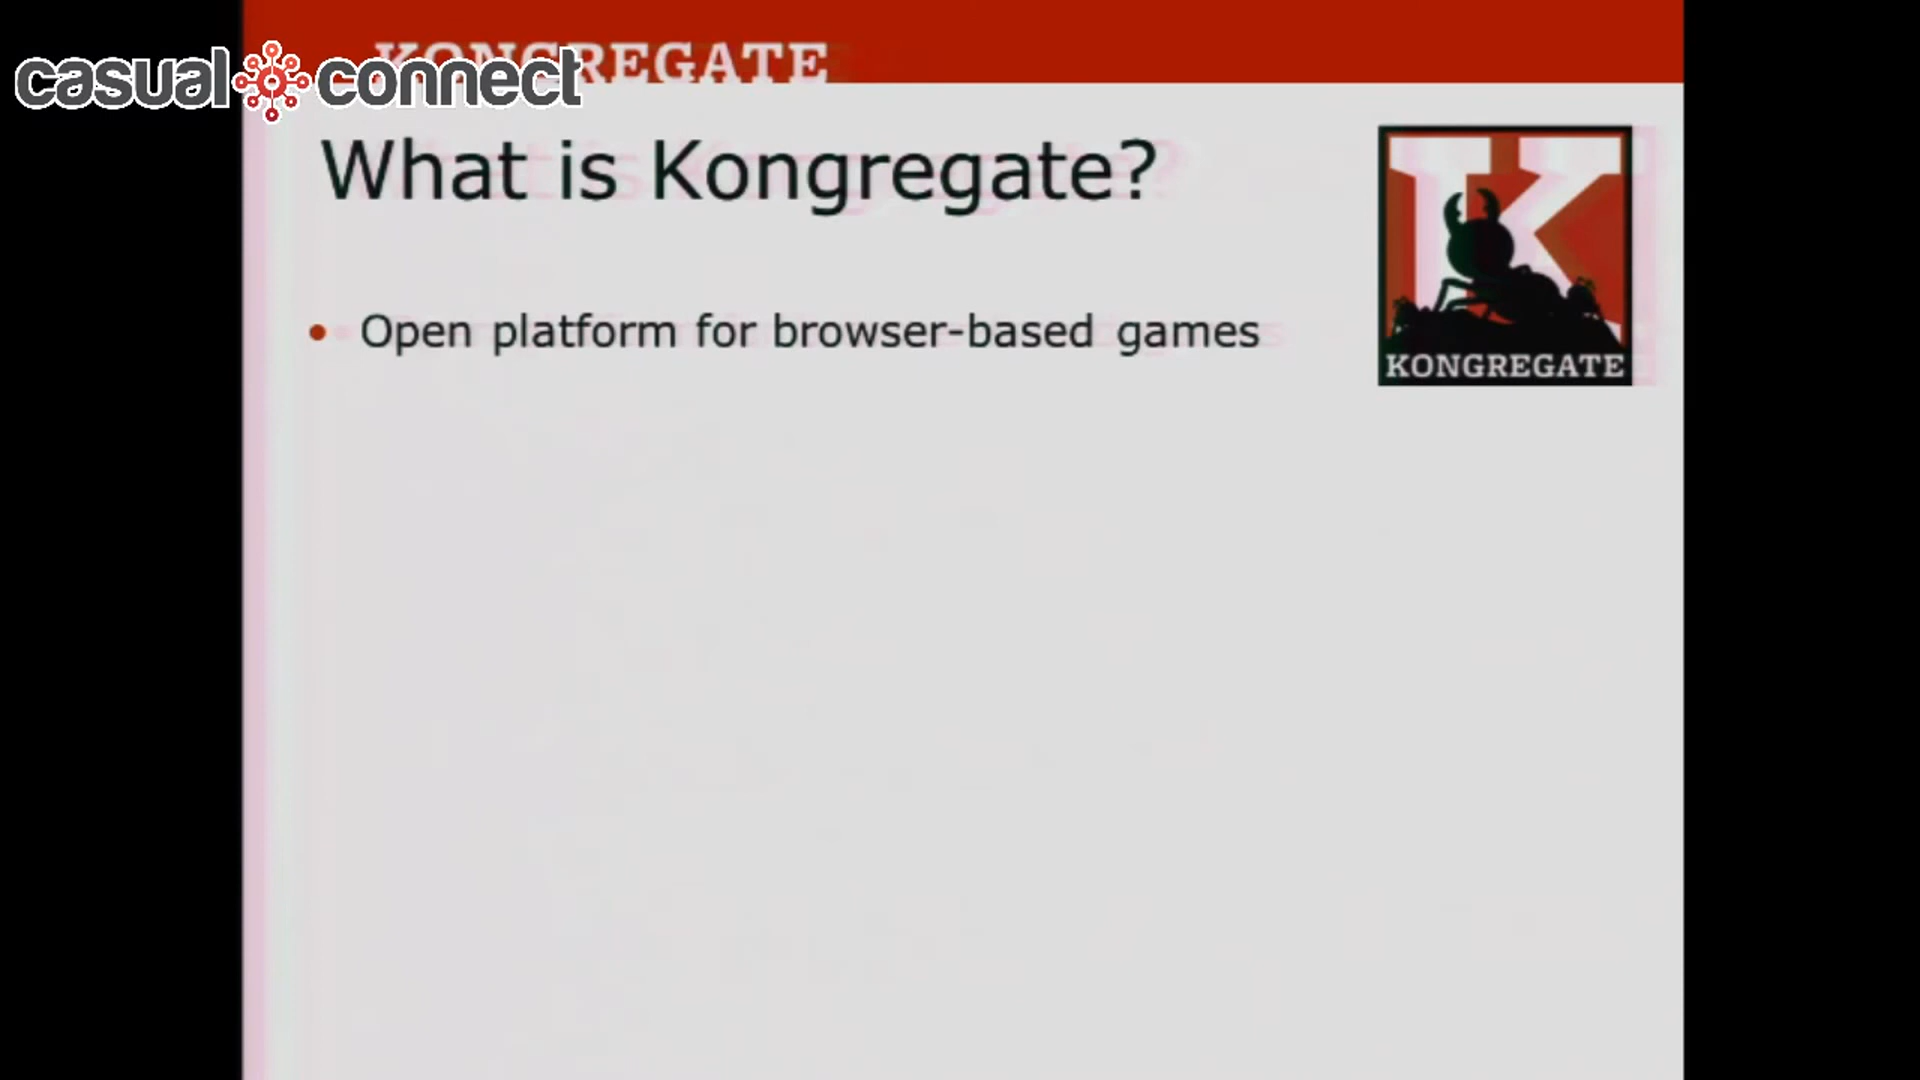 KONGREGATE
casual connect
What is Kongregate?
• Open platform for browser-based games
KONGREGATE